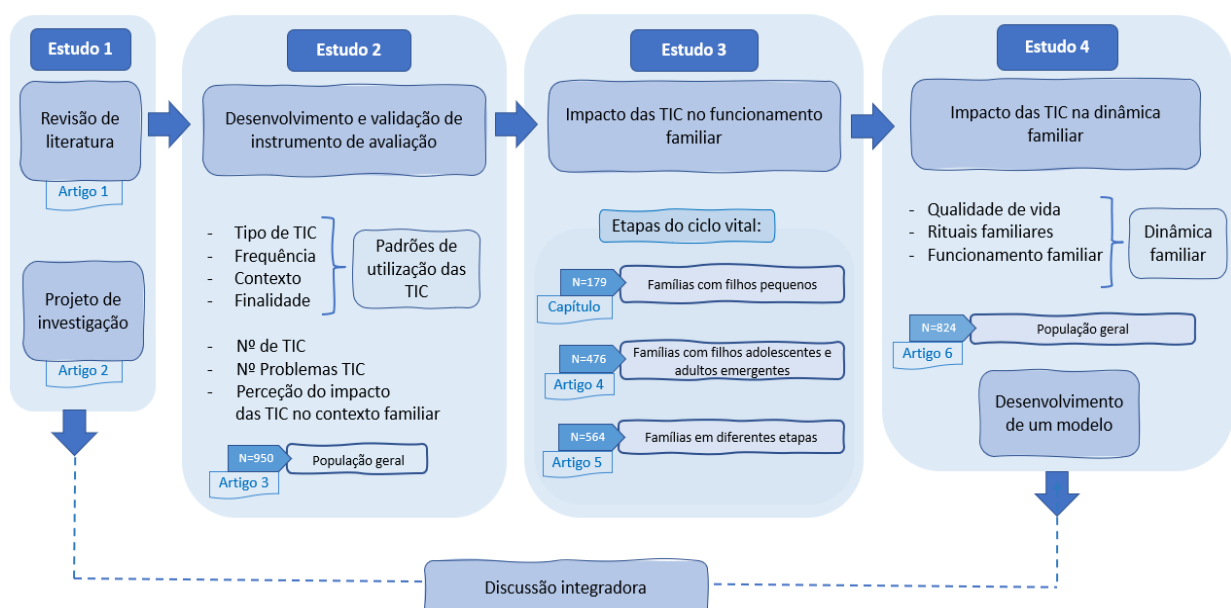 Estudo 1
Revisão de
literatura
Artigo 1
Projeto de
investigação
Artigo 2
Estudo 2
Desenvolvimento e validação de
instrumento de avaliação
- Tipo de TIC
- Frequência
- Contexto
- Finalidade
Padrões de
utilização das
TIC
- Nº de TIC
- Nº Problemas TIC
- Perceção do impacto
das TIC no contexto familiar
N=950
População geral
Artigo 3
Estudo 3
Impacto das TIC no funcionamento
familiar
Etapas do ciclo vital:
N=179
Famílias com filhos pequenos
Capítulo
N=476
Famílias com filhos adolescentes e
adultos emergentes
Artigo 4
N=564
Famílias em diferentes etapas
Artigo 5
Estudo 4
Impacto das TIC na dinâmica
familiar
- Qualidade de vida
- Rituais familiares
- Funcionamento familiar
Dinâmica
familiar
N=824
População geral
Artigo 6
Desenvolvimento
de um modelo
Discussão integradora